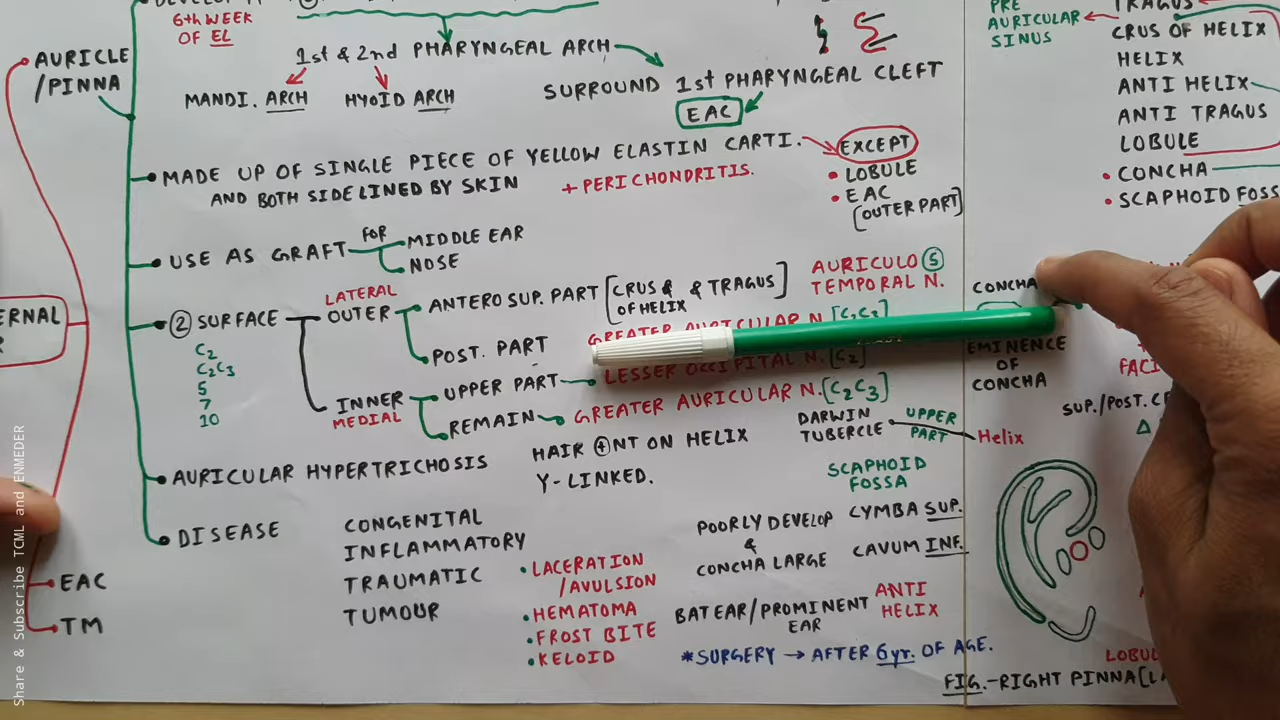 6th WEEK
OF EL
1st & 2nd PHARYNGEAL ARCH
MANDI. ARCH
HYOID ARCH
SURROUND 1st PHARYNGEAL CLEFT
EAC
AURICLE
/PINNA
MADE UP OF SINGLE PIECE OF YELLOW ELASTIN CARTI.
AND BOTH SIDE LINED BY SKIN
+ PERICHONDRITIS.
EXCEPT
• LOBULE
• EAC
[OUTER PART]
USE AS GRAFT
FOR
MIDDLE EAR
NOSE
② SURFACE
C2
C2C3
5
7
10
LATERAL
OUTER
ANTERO SUP. PART
[CRUS & & TRAGUS]
OF HELIX
AURICULO ⑤
TEMPORAL N.
POST. PART
GREATER AURICULAR N. [C2C3]
INNER
MEDIAL
UPPER PART
LESSER OCCIPITAL N. [C2]
REMAIN
GREATER AURICULAR N. [C2C3]
AURICULAR HYPERTRICHOSIS
HAIR ⊕NT ON HELIX
Y-LINKED.
DISEASE
CONGENITAL
INFLAMMATORY
TRAUMATIC
TUMOUR
• LACERATION
/AVULSION
• HEMATOMA
• FROST BITE
• KELOID
DARWIN
TUBERCLE
UPPER
PART
Helix
SCAPHOID
FOSSA
POORLY DEVELOP
&
CONCHA LARGE
CYMBA SUP.
CAVUM INF.
BAT EAR/PROMINENT
EAR
ANTI
HELIX
*SURGERY → AFTER 6yr. OF AGE.
EAC
TM
PRE
AURICULAR
SINUS
TRAGUS
CRUS OF HELIX
HELIX
ANTI HELIX
ANTI TRAGUS
LOBULE
• CONCHA
• SCAPHOID FOSS
CONCHA
EMINENCE
OF
CONCHA
FACI
SUP./POST.
Δ
LOBUL
FIG.-RIGHT PINNA[LA
ERNAL
R
Share & Subscribe TCML and ENMEDER